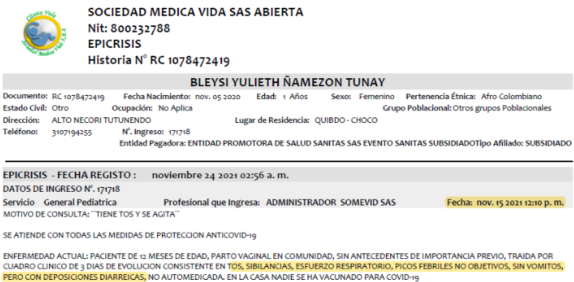 SOCIEDAD MEDICA VIDA SAS ABIERTA
Nit: 800232788
EPICRISIS
Historia N° RC 1078472419
BLEYSI YULIETH ÑAMEZON TUNAY
Documento: RC 1078472419 Fecha Nacimiento: nov. 05 2020 Edad: 1 Años Sexo: Femenino Pertenencia Étnica: Afro Colombiano
Estado Civil: Otro Ocupación: No Aplica Grupo Poblacional: Otros grupos Poblacionales
Dirección: ALTO NECORI TUTUNENDO Lugar de Residencia: QUIBDO - CHOCO
Teléfono: 3107194255 N°. Ingreso: 171718
Entidad Pagadora: ENTIDAD PROMOTORA DE SALUD SANITAS SAS EVENTO SANITAS SUBSIDIADOTipo Afiliado: SUBSIDIADO
EPICRISIS - FECHA REGISTO : noviembre 24 2021 02:56 a. m.
DATOS DE INGRESO N°. 171718
Servicio General Pediatrica Profesional que Ingresa: ADMINISTRADOR SOMEVID SAS Fecha: nov. 15 2021 12:10 p. m.
MOTIVO DE CONSULTA: ¨TIENE TOS Y SE AGITA¨
SE ATIENDE CON TODAS LAS MEDIDAS DE PROTECCION ANTICOVID-19
ENFERMEDAD ACTUAL: PACIENTE DE 12 MESES DE EDAD, PARTO VAGINAL EN COMUNIDAD, SIN ANTECEDENTES DE IMPORTANCIA PREVIO, TRAIDA POR
CUADRO CLINICO DE 3 DIAS DE EVOLUCION CONSISTENTE EN TOS, SIBILANCIAS, ESFUERZO RESPIRATORIO, PICOS FEBRILES NO OBJETIVOS, SIN VOMITOS,
PERO CON DEPOSICIONES DIARREICAS, NO AUTOMEDICADA. EN LA CASA NADIE SE HA VACUNADO PARA COVID-19